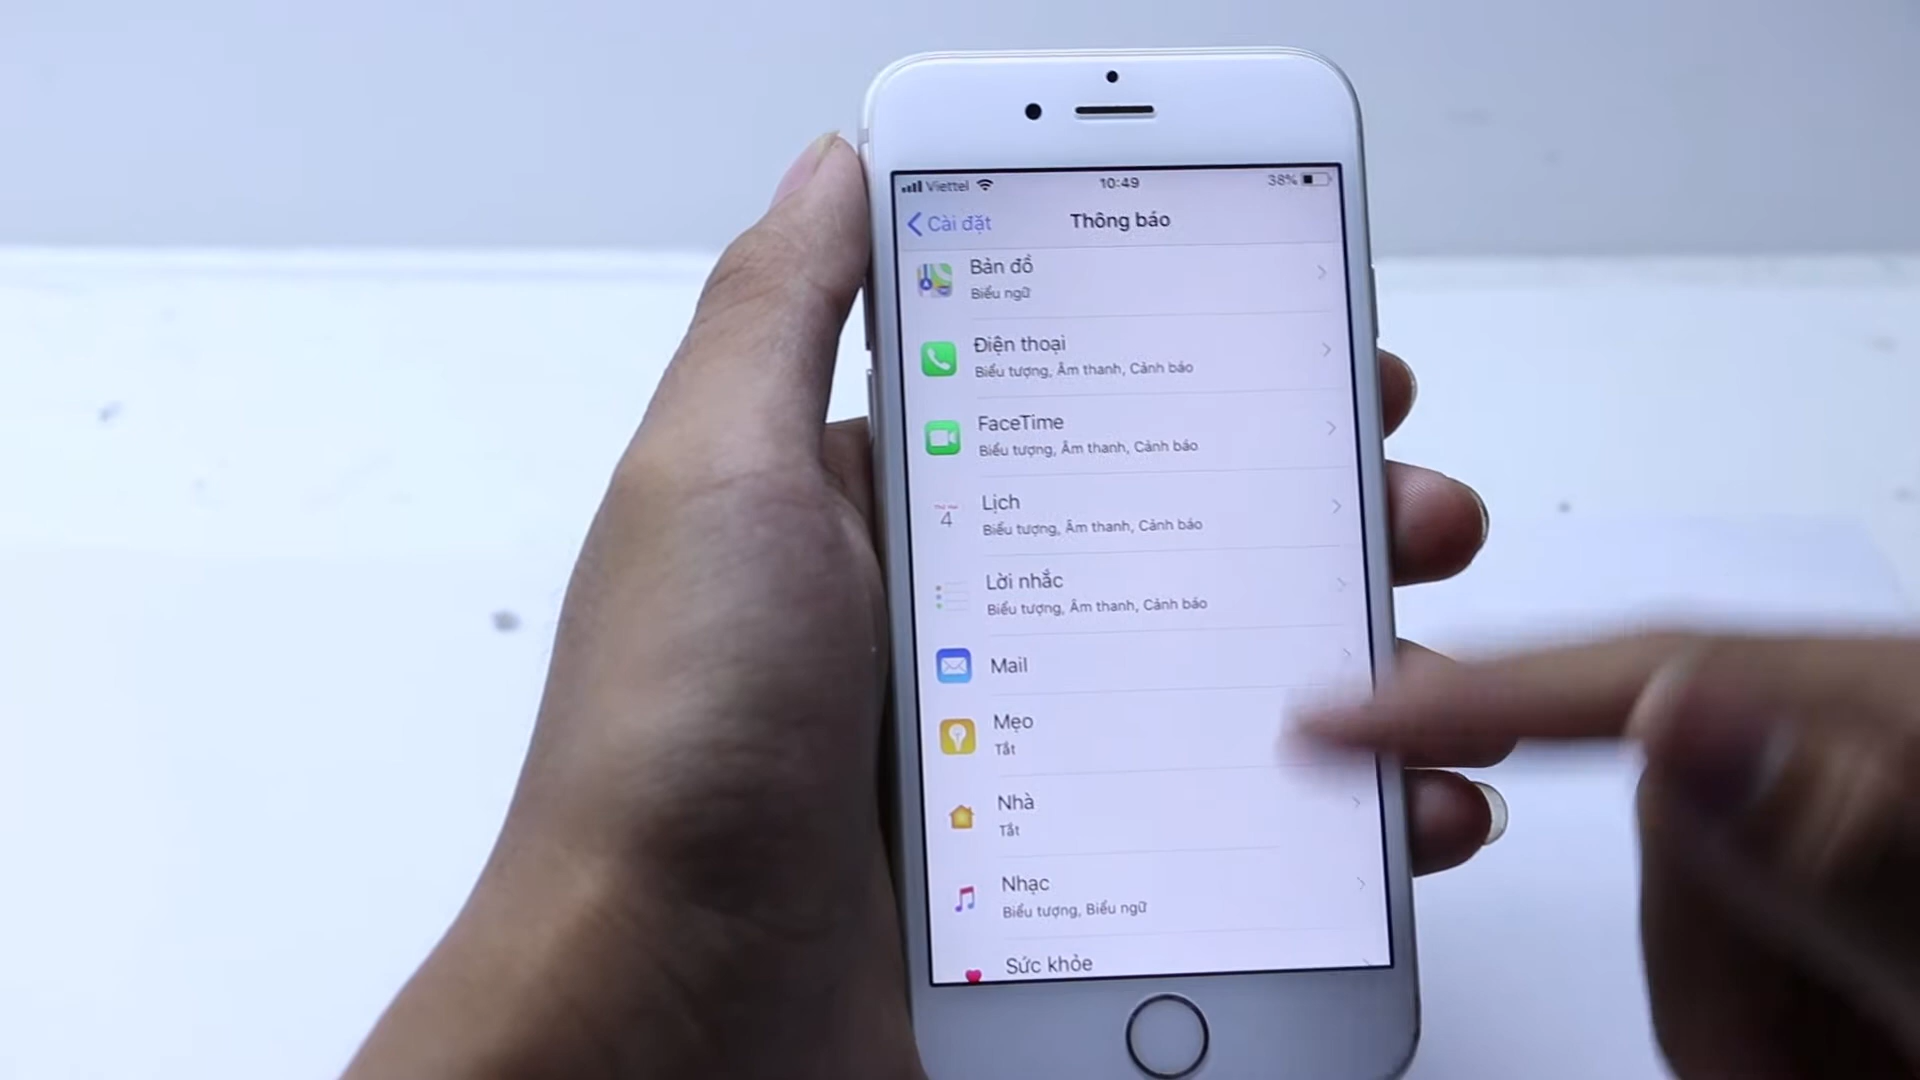 Viettel 10:49 38%
Cài đặt Thông báo
Bản đồ
Biểu ngữ
Điện thoại
Biểu tượng, Âm thanh, Cảnh báo
FaceTime
Biểu tượng, Âm thanh, Cảnh báo
Lịch
4
Biểu tượng, Âm thanh, Cảnh báo
Lời nhắc
Biểu tượng, Âm thanh, Cảnh báo
Mail
Mẹo
Tắt
Nhà
Tắt
Nhạc
Biểu tượng, Biểu ngữ
Sức khỏe